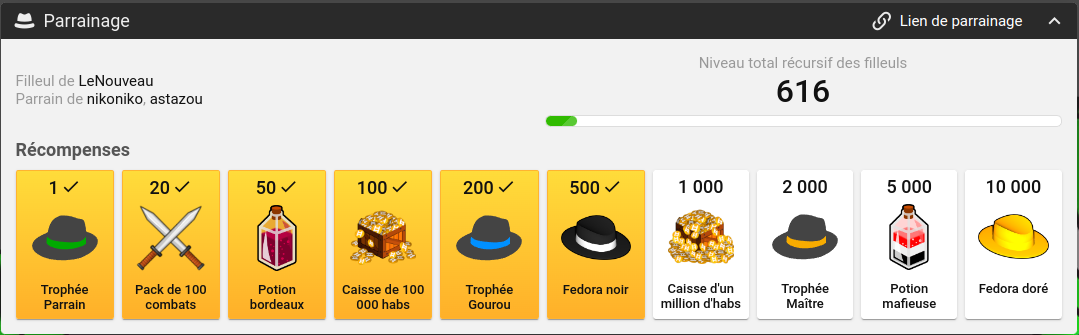 Parrainage
Lien de parrainage
Filleul de LeNouveau
Parrain de nikoniko, astazou
Niveau total récursif des filleuls
616
Récompenses
1
Trophée
Parrain
20
Pack de 100
combats
50
Potion
bordeaux
100
Caisse de 100
000 habs
200
Trophée
Gourou
500
Fedora noir
1 000
Caisse d'un
million d'habs
2 000
Trophée
Maître
5 000
Potion
mafieuse
10 000
Fedora doré